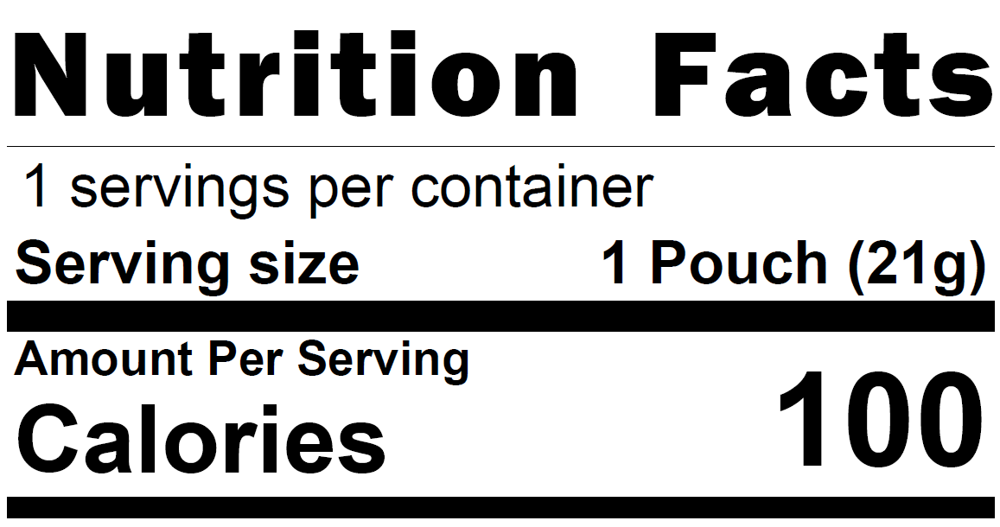 Nutrition Facts
1 servings per container
Serving size 1 Pouch (21g)
Amount Per Serving
Calories 100